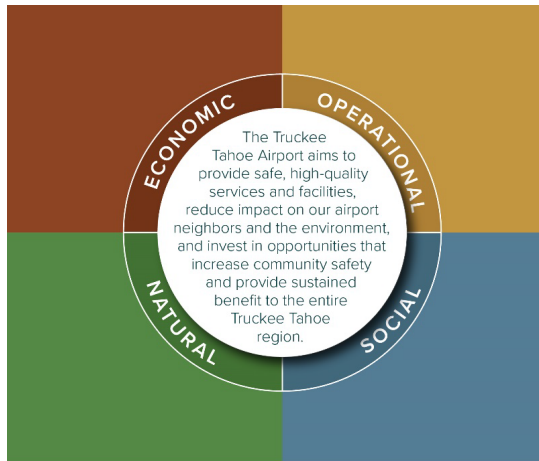 ECONOMIC
OPERATIONAL
The Truckee
Tahoe Airport aims to
provide safe, high-quality
services and facilities,
reduce impact on our airport
neighbors and the environment,
and invest in opportunities that
increase community safety
and provide sustained
benefit to the entire
Truckee Tahoe
region.
NATURAL
SOCIAL